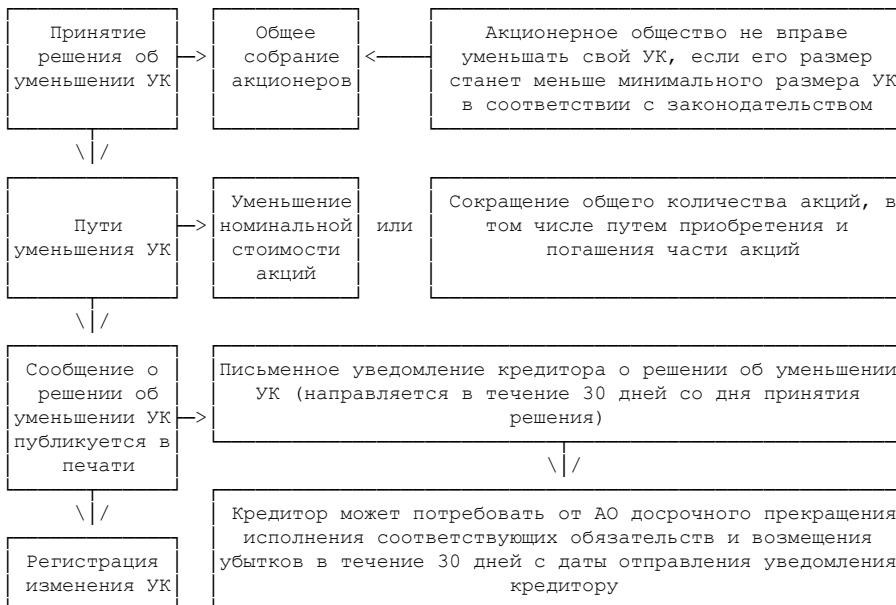 Принятие
решения об
уменьшении УК
Общее
собрание
акционеров
Акционерное общество не вправе
уменьшать свой УК, если его размер
станет меньше минимального размера УК
в соответствии с законодательством
Пути
уменьшения УК
Уменьшение
номинальной
стоимости
акций
или
Сокращение общего количества акций, в
том числе путем приобретения и
погашения части акций
Сообщение о
решении об
уменьшении УК
публикуется в
печати
Письменное уведомление кредитора о решении об уменьшении
УК (направляется в течение 30 дней со дня принятия
решения)
Кредитор может потребовать от АО досрочного прекращения
исполнения соответствующих обязательств и возмещения
убытков в течение 30 дней с даты отправления уведомления
кредитору
Регистрация
изменения УК